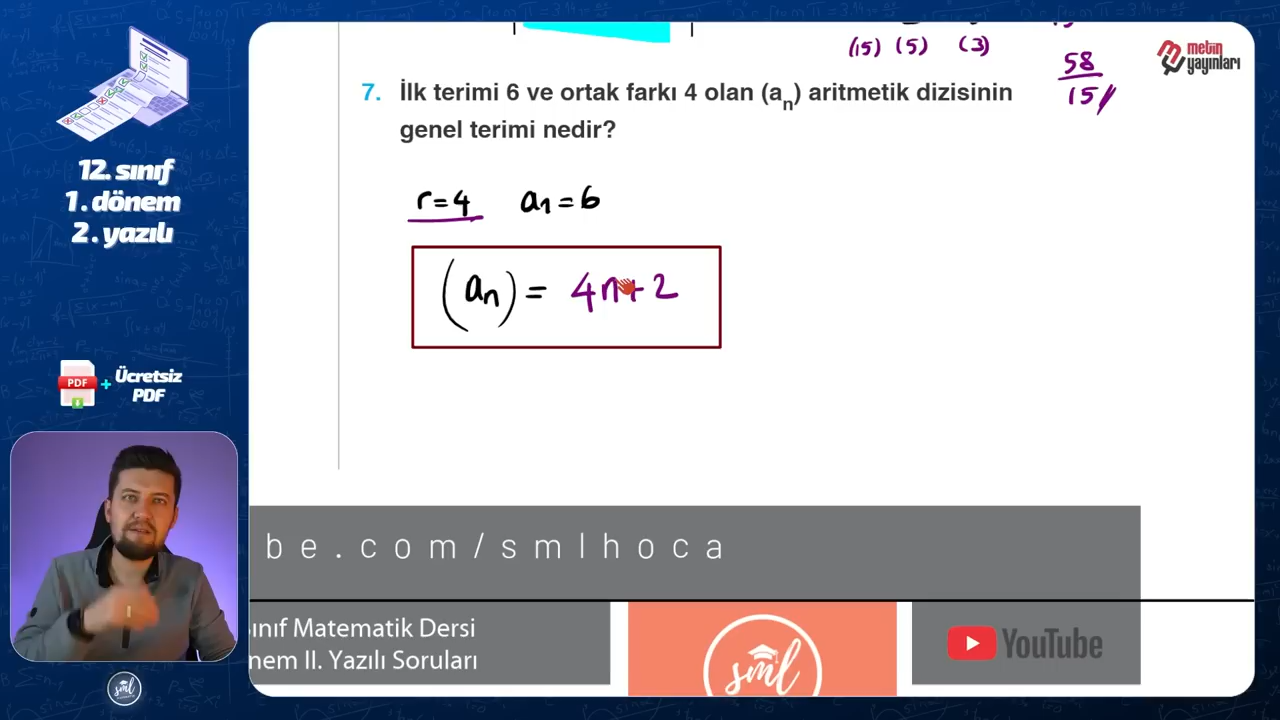 12. sınıf
1. dönem
2. yazılı
PDF
Ücretsiz
PDF
sml
(15) (5) (3)
58
15
metin
yayınları
7. İlk terimi 6 ve ortak farkı 4 olan (an) aritmetik dizisinin
genel terimi nedir?
r=4 a1=6
(an) = 4n+2
be.com/smlhoca
ınıf Matematik Dersi
nem II. Yazılı Soruları
sml
YouTube